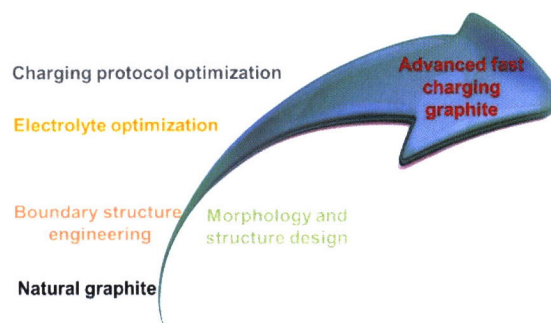 Charging protocol optimization
Advanced fast
charging
graphite
Electrolyte optimization
Boundary structure
engineering
Morphology and
structure design
Natural graphite